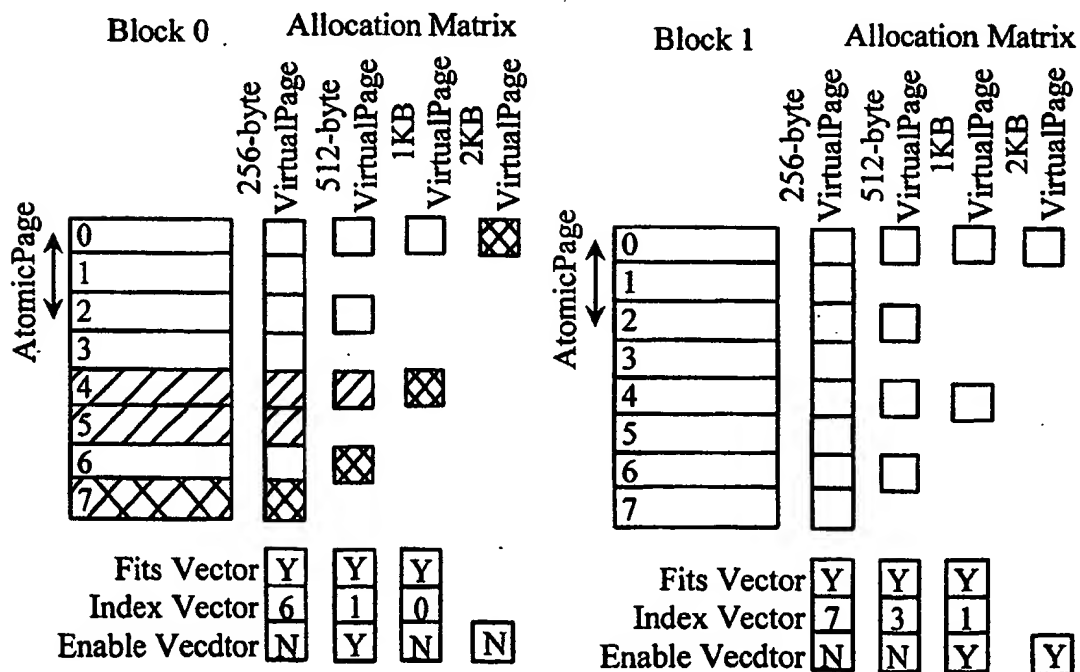 Block 0
Allocation Matrix
256-byte
VirtualPage
512-byte
VirtualPage
1KB
VirtualPage
2KB
VirtualPage
AtomicPage
0
1
2
3
4
5
6
7
Fits Vector Y Y Y
Index Vector 6 1 0
Enable Vecdtor N Y N N
Block 1
Allocation Matrix
256-byte
VirtualPage
512-byte
VirtualPage
1KB
VirtualPage
2KB
VirtualPage
AtomicPage
0
1
2
3
4
5
6
7
Fits Vector Y Y Y
Index Vector 7 3 1
Enable Vecdtor N N Y Y